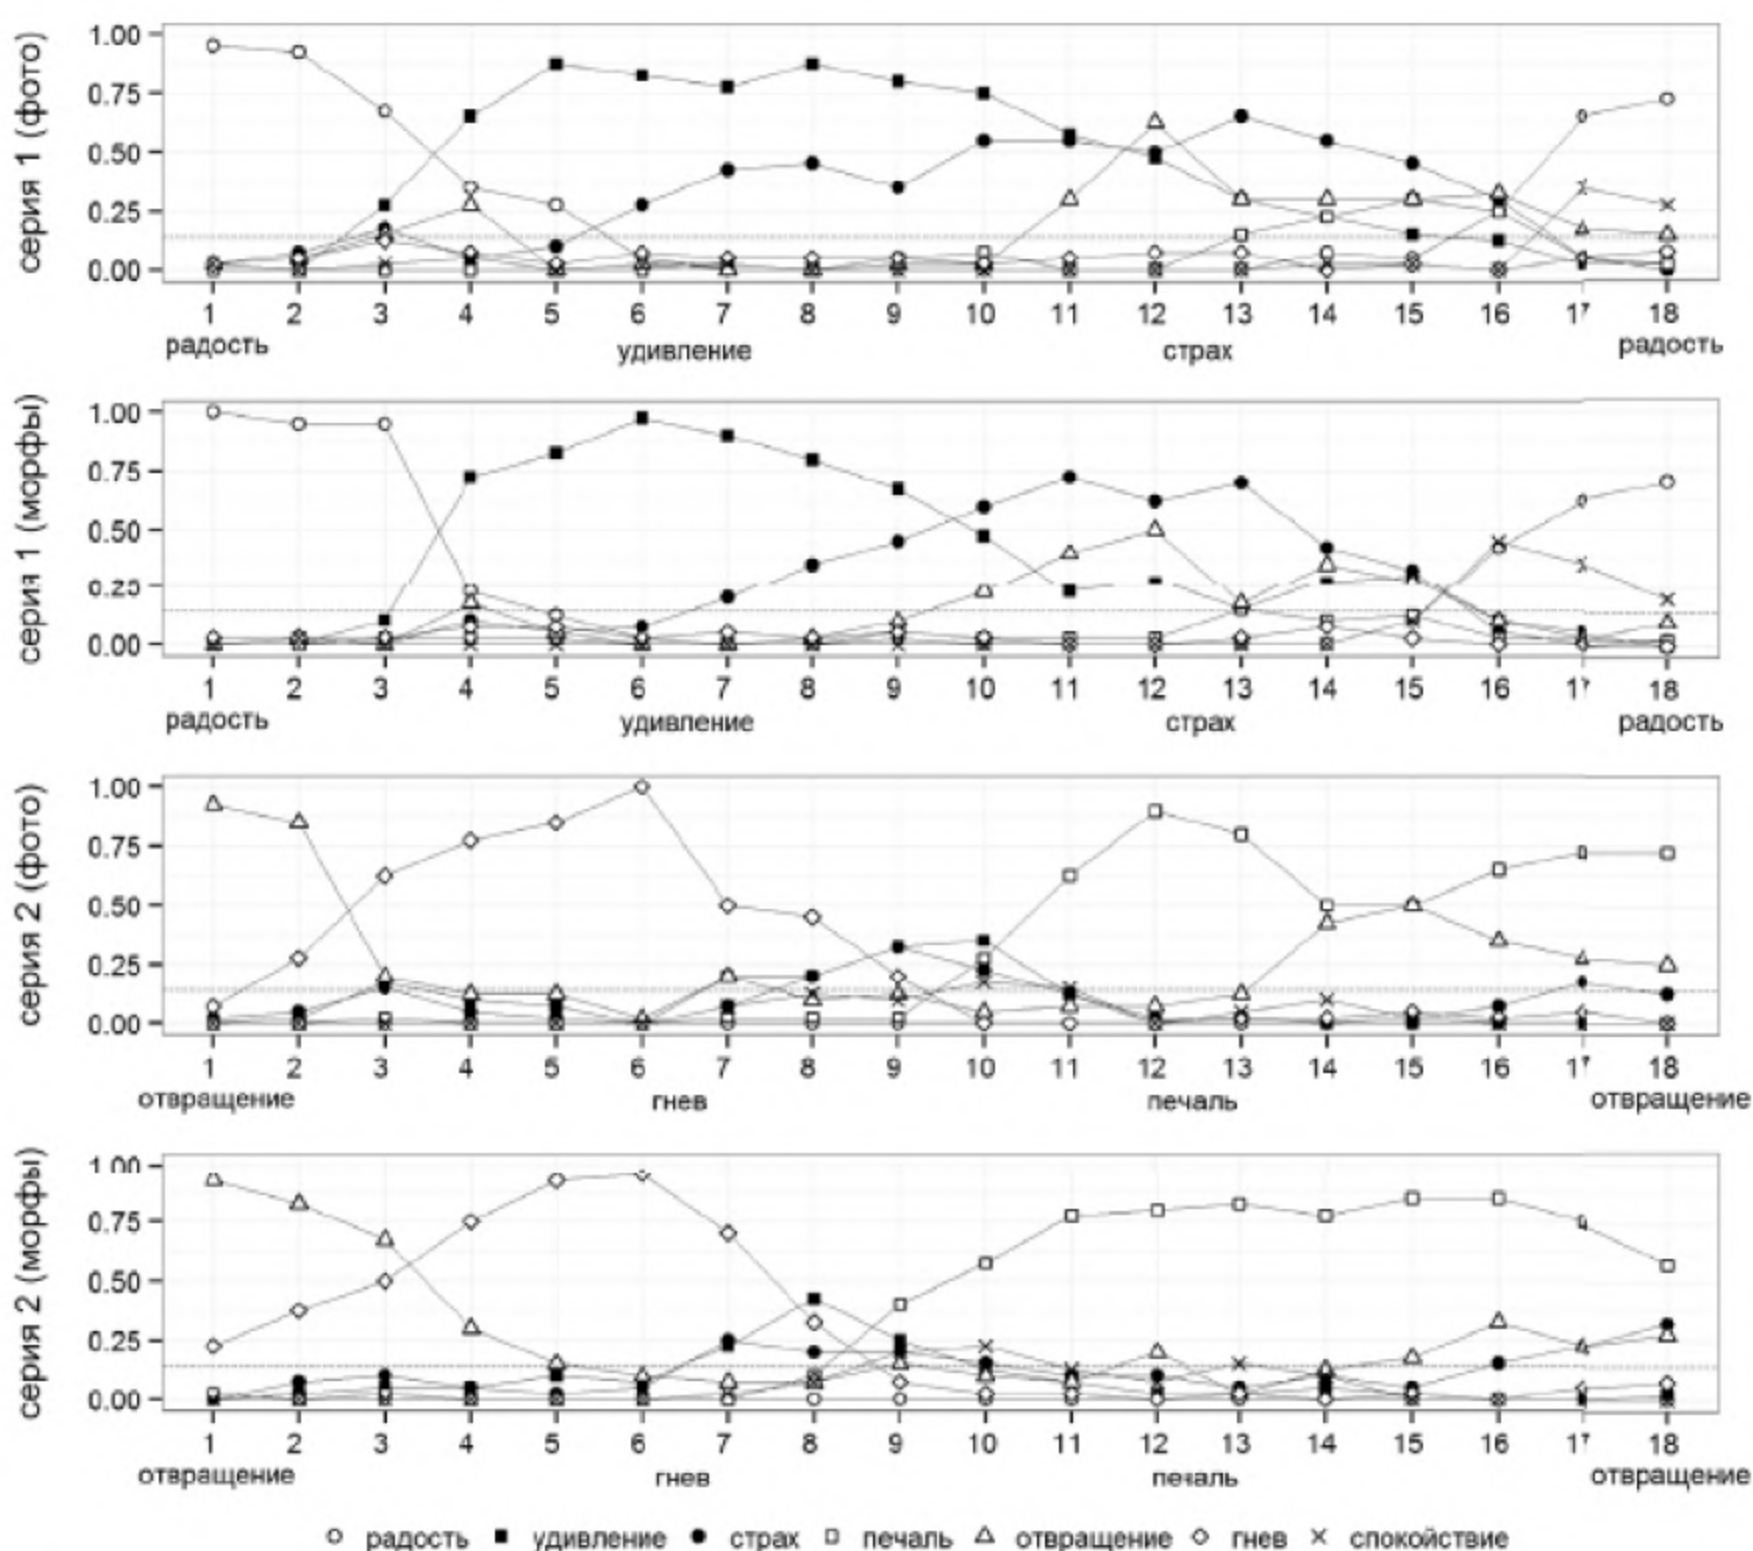 серия 1 (фото)
1.00
0.75
0.50
0.25
0.00
1 2 3 4 5 6 7 8 9 10 11 12 13 14 15 16 17 18
радость удивление страх радость
серия 1 (морфы)
1.00
0.75
0.50
0.25
0.00
1 2 3 4 5 6 7 8 9 10 11 12 13 14 15 16 17 18
радость удивление страх радость
серия 2 (фото)
1.00
0.75
0.50
0.25
0.00
1 2 3 4 5 6 7 8 9 10 11 12 13 14 15 16 17 18
отвращение гнев печаль отвращение
серия 2 (морфы)
1.00
0.75
0.50
0.25
0.00
1 2 3 4 5 6 7 8 9 10 11 12 13 14 15 16 17 18
отвращение гнев печаль отвращение
радость удивление страх печаль отвращение гнев спокойствие